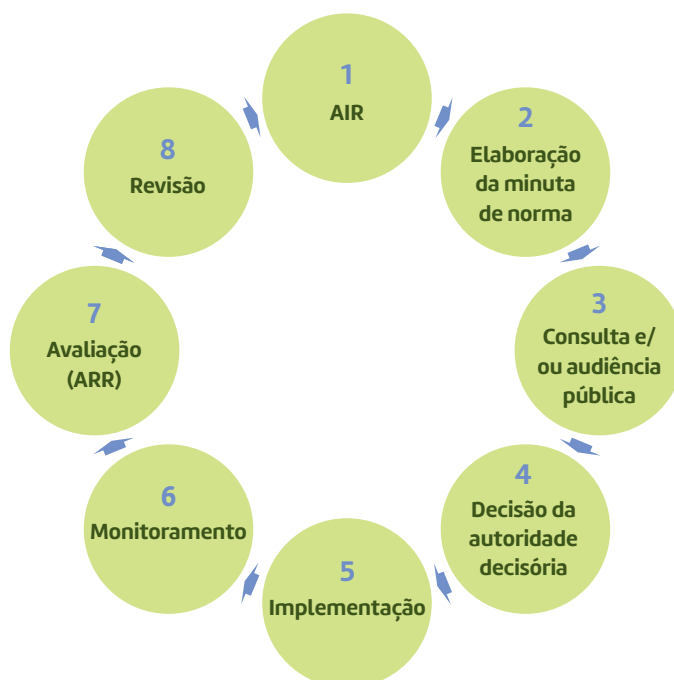 1
AIR
2
Elaboração
da minuta
de norma
3
Consulta e/
ou audiência
pública
4
Decisão da
autoridade
decisória
5
Implementação
6
Monitoramento
7
Avaliação
(ARR)
8
Revisão